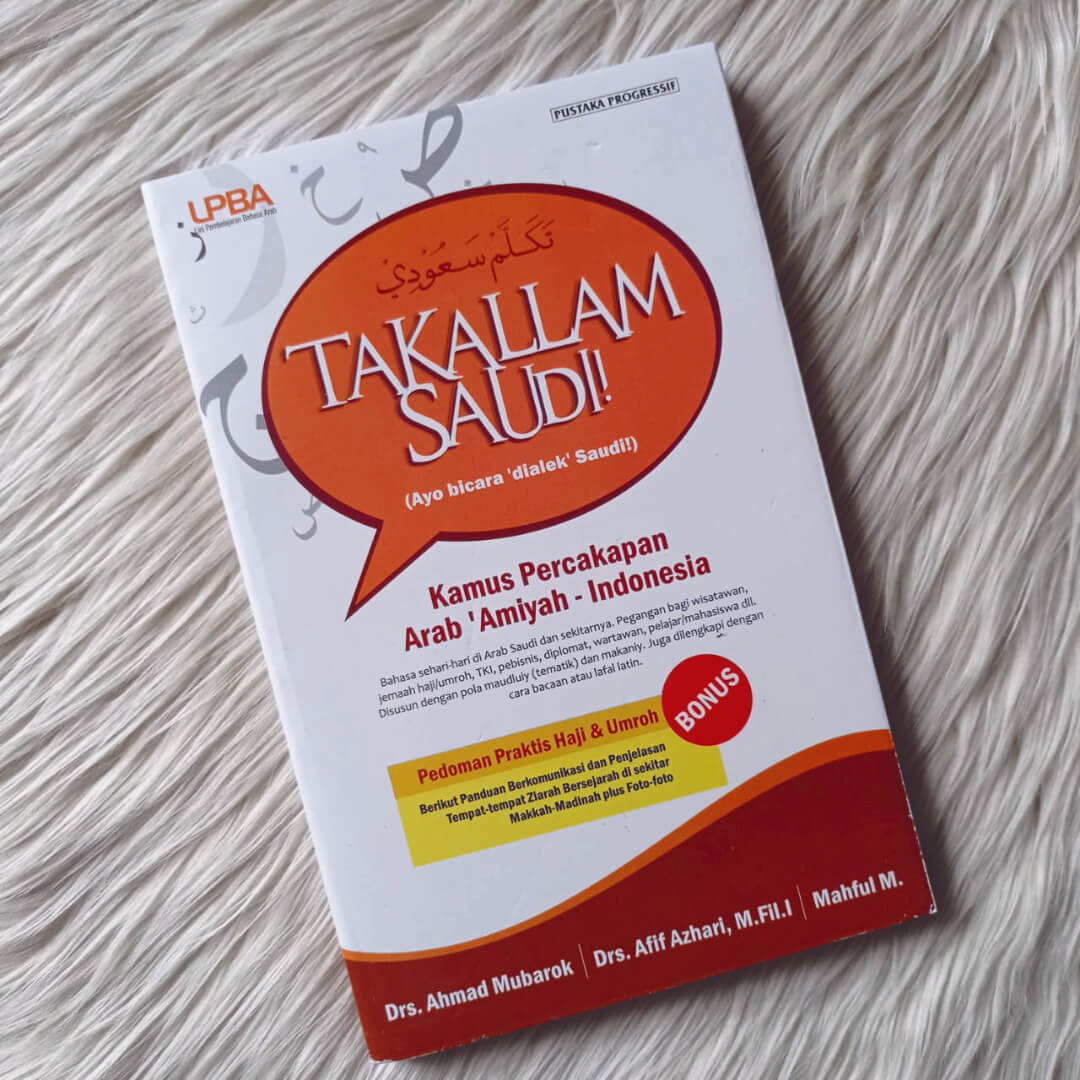 PUSTAKA PROGRESSIF
LPBA
Lini Pembelajaran Bahasa Arab
تَكَلَّمْ سَعُوْدِيْ
TAKALLAM
SAUDI!
(Ayo bicara 'dialek' Saudi!)
Kamus Percakapan
Arab 'Amiyah - Indonesia
Bahasa sehari-hari di Arab Saudi dan sekitarnya. Pegangan bagi wisatawan,
jemaah haji/umroh, TKI, pebisnis, diplomat, wartawan, pelajar/mahasiswa dll.
Disusun dengan pola maudluiy (tematik) dan makaniy. Juga dilengkapi dengan
cara bacaan atau lafal latin.
BONUS
Pedoman Praktis Haji & Umroh
Berikut Panduan Berkomunikasi dan Penjelasan
Tempat-tempat Ziarah Bersejarah di sekitar
Makkah-Madinah plus Foto-foto
Drs. Ahmad Mubarok | Drs. Afif Azhari, M.Fil.I | Mahful M.